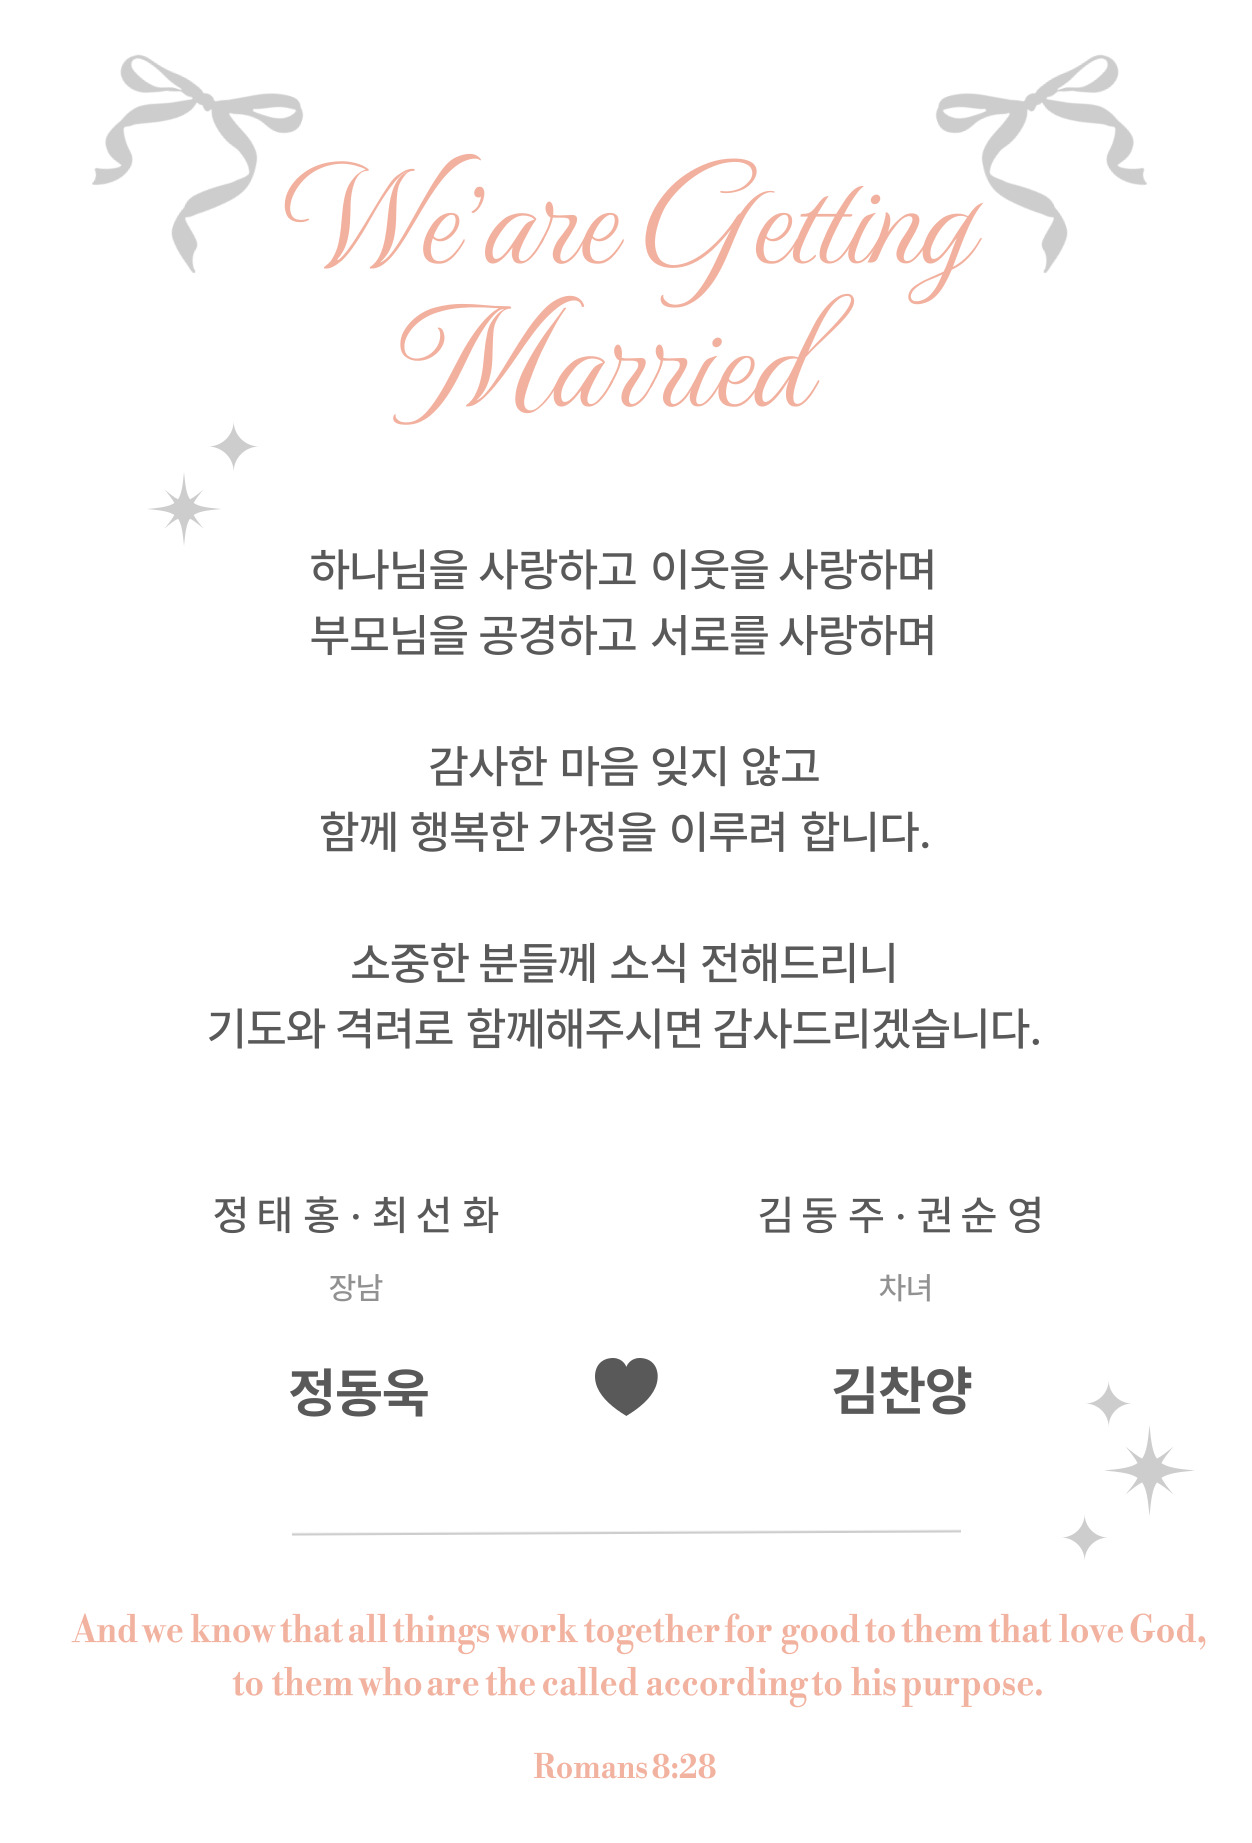 We're Getting
Married
하나님을 사랑하고 이웃을 사랑하며
부모님을 공경하고 서로를 사랑하며
감사한 마음 잊지 않고
함께 행복한 가정을 이루려 합니다.
소중한 분들께 소식 전해드리니
기도와 격려로 함께해주시면 감사드리겠습니다.
정태홍 · 최선화
김동주 · 권순영
장남
차녀
정동욱
김찬양
And we know that all things work together for good to them that love God,
to them who are the called according to his purpose.
Romans 8:28